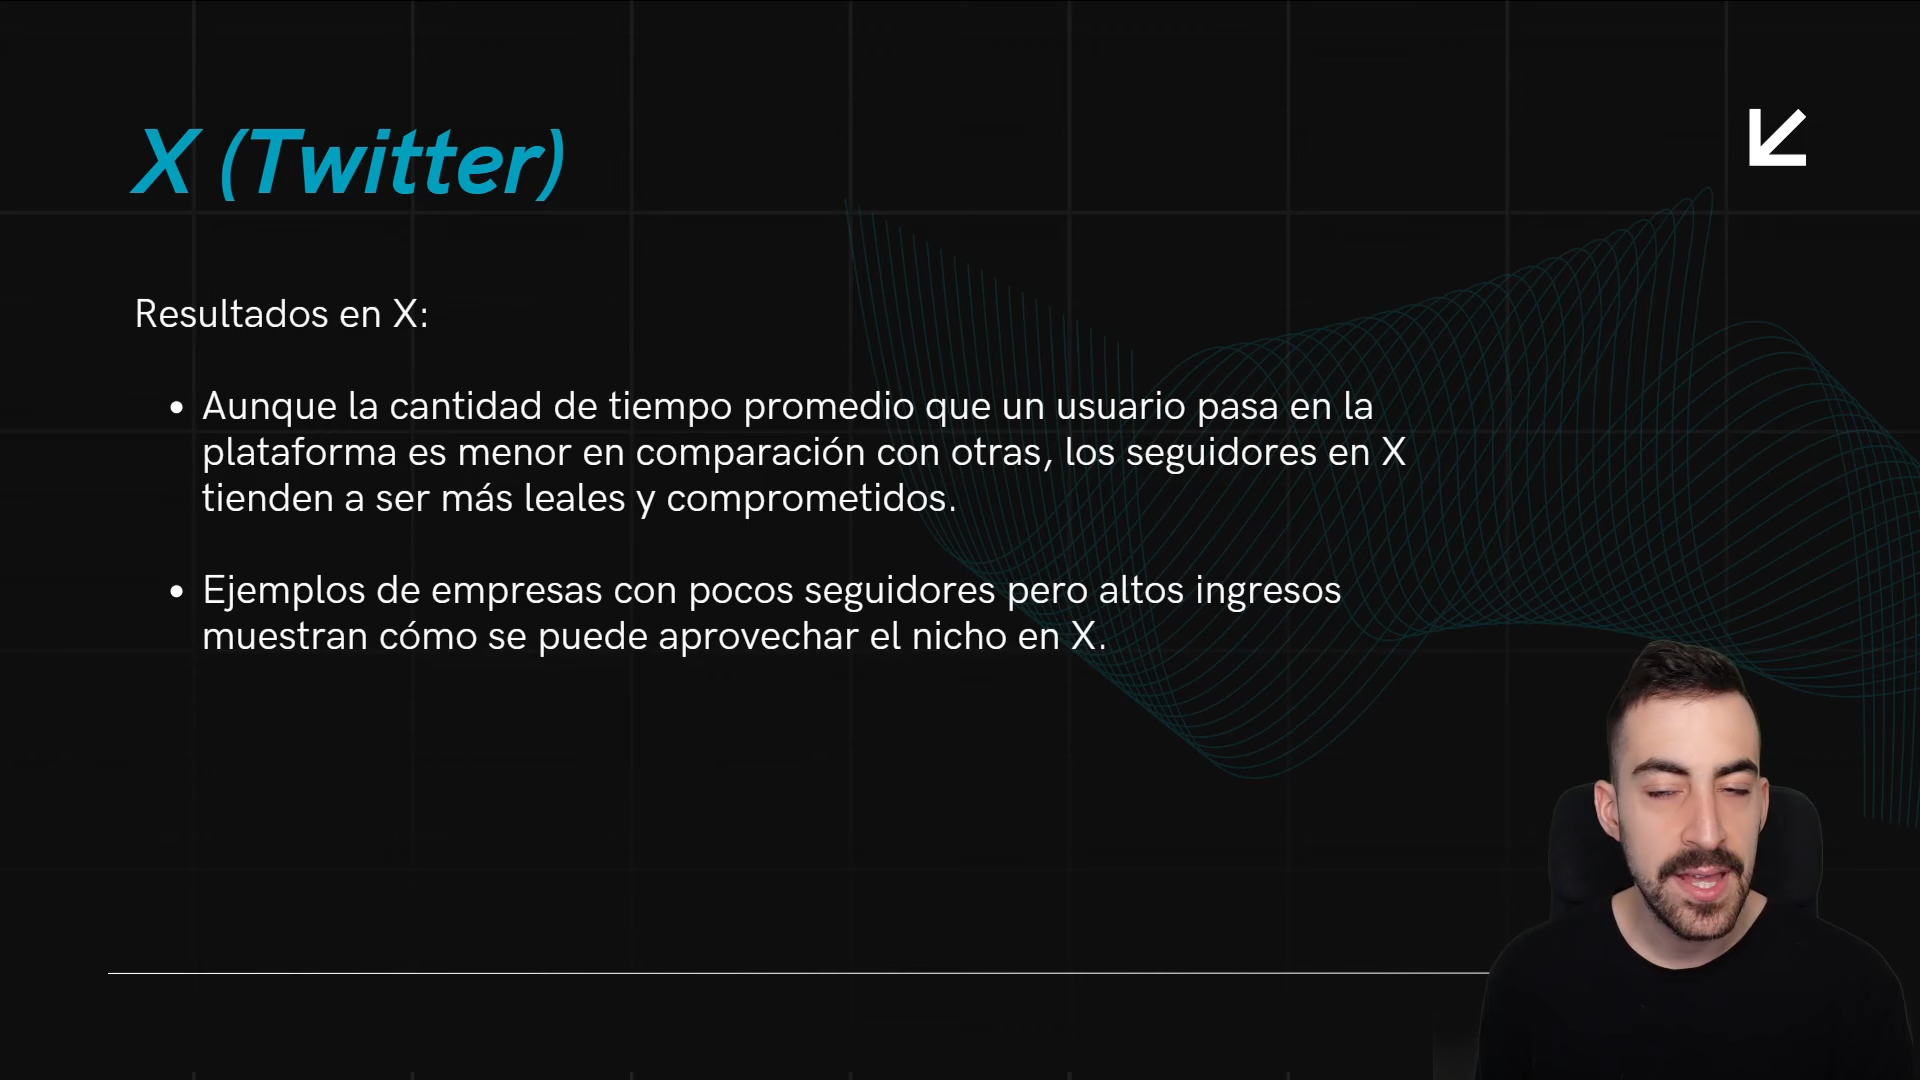 X (Twitter)
Resultados en X:
Aunque la cantidad de tiempo promedio que un usuario pasa en la
plataforma es menor en comparación con otras, los seguidores en X
tienden a ser más leales y comprometidos.
Ejemplos de empresas con pocos seguidores pero altos ingresos
muestran cómo se puede aprovechar el nicho en X.